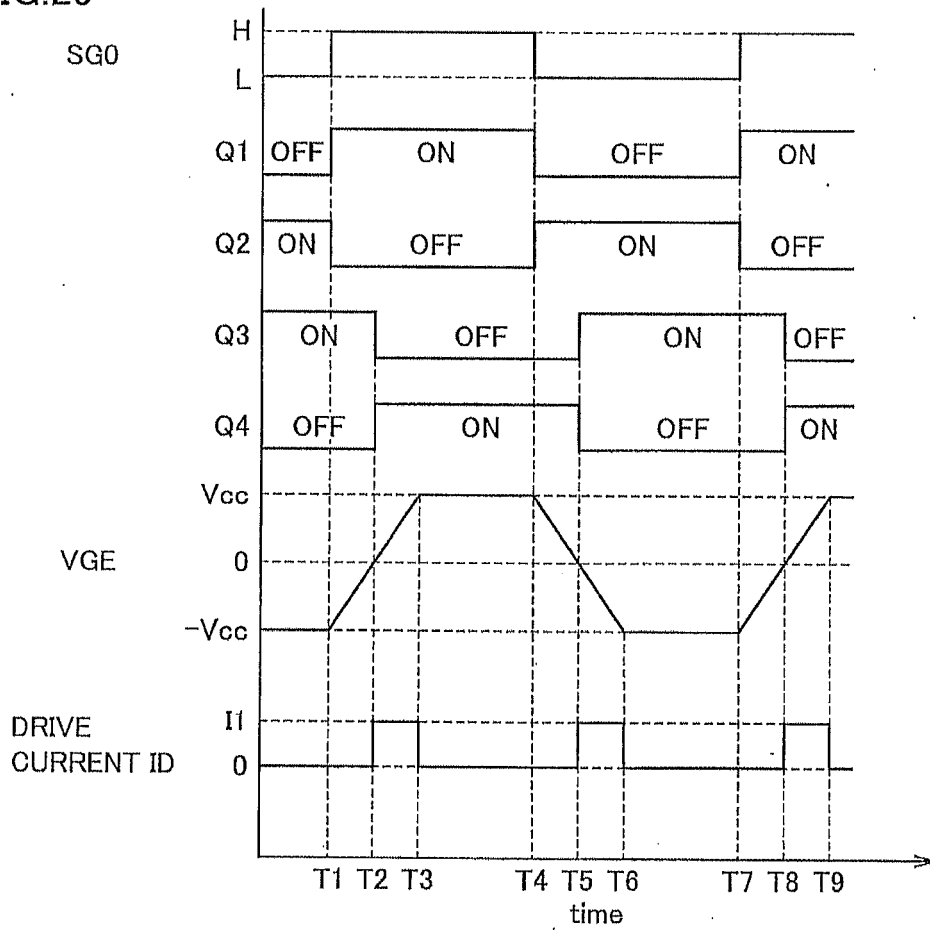 H
SG0
L
Q1 OFF ON OFF ON
Q2 ON OFF ON OFF
Q3 ON OFF ON OFF
Q4 OFF ON OFF ON
Vcc
VGE 0
-Vcc
DRIVE I1
CURRENT ID 0
T1 T2 T3 T4 T5 T6 T7 T8 T9
time